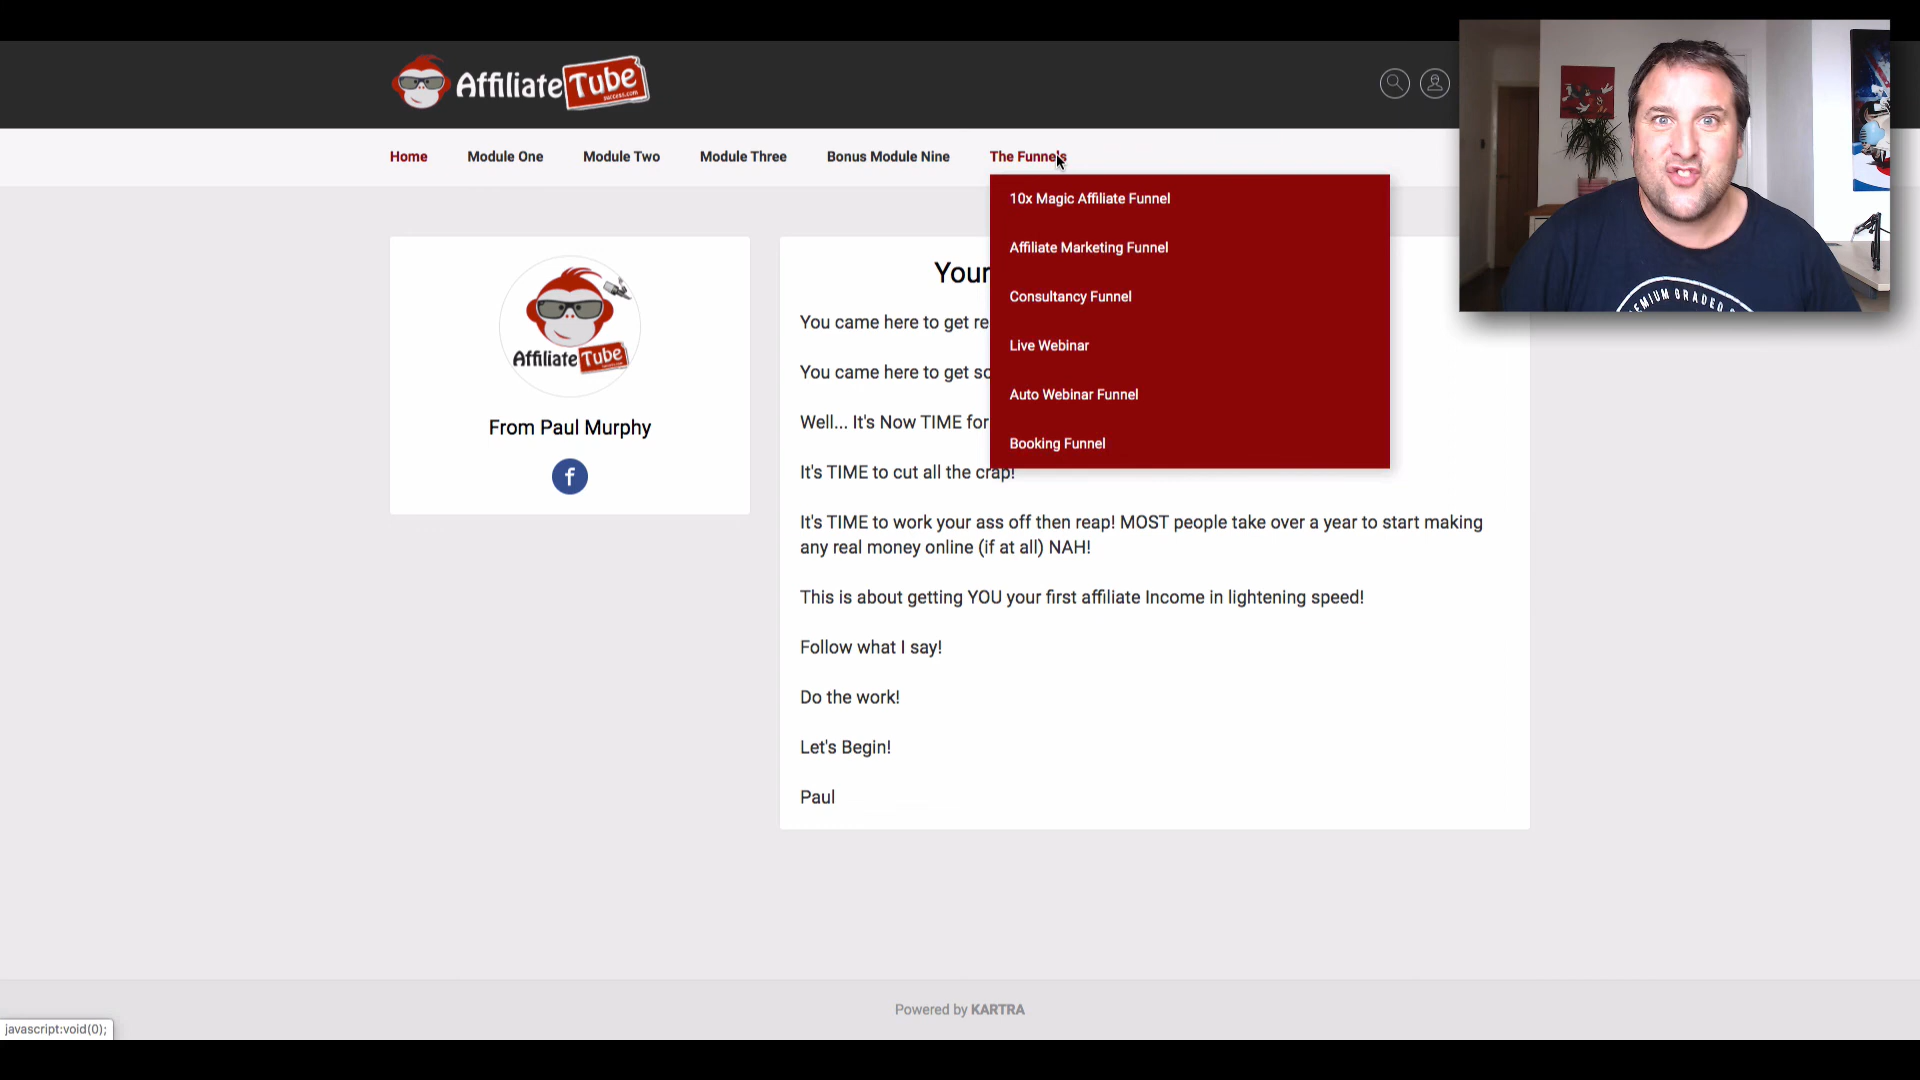 Affiliate Tube
success.com
Home Module One Module Two Module Three Bonus Module Nine The Funnels
10x Magic Affiliate Funnel
Affiliate Marketing Funnel
Consultancy Funnel
Live Webinar
Auto Webinar Funnel
Booking Funnel
Affiliate Tube
From Paul Murphy
Your
You came here to get re
You came here to get so
Well... It's Now TIME for
It's TIME to cut all the crap!
It's TIME to work your ass off then reap! MOST people take over a year to start making
any real money online (if at all) NAH!
This is about getting YOU your first affiliate Income in lightening speed!
Follow what I say!
Do the work!
Let's Begin!
Paul
Powered by KARTRA
javascript:void(0);
GRADED